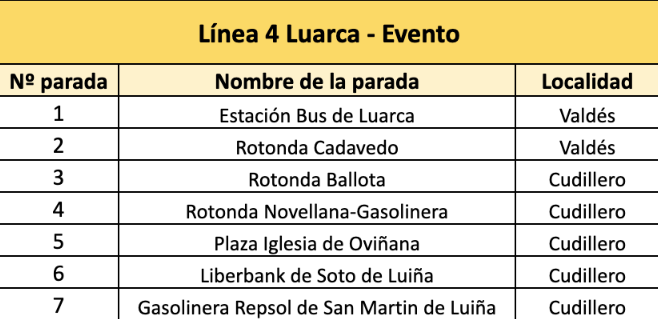 Línea 4 Luarca - Evento
Nº parada Nombre de la parada Localidad
1 Estación Bus de Luarca Valdés
2 Rotonda Cadavedo Valdés
3 Rotonda Ballota Cudillero
4 Rotonda Novellana-Gasolinera Cudillero
5 Plaza Iglesia de Oviñana Cudillero
6 Liberbank de Soto de Luiña Cudillero
7 Gasolinera Repsol de San Martin de Luiña Cudillero